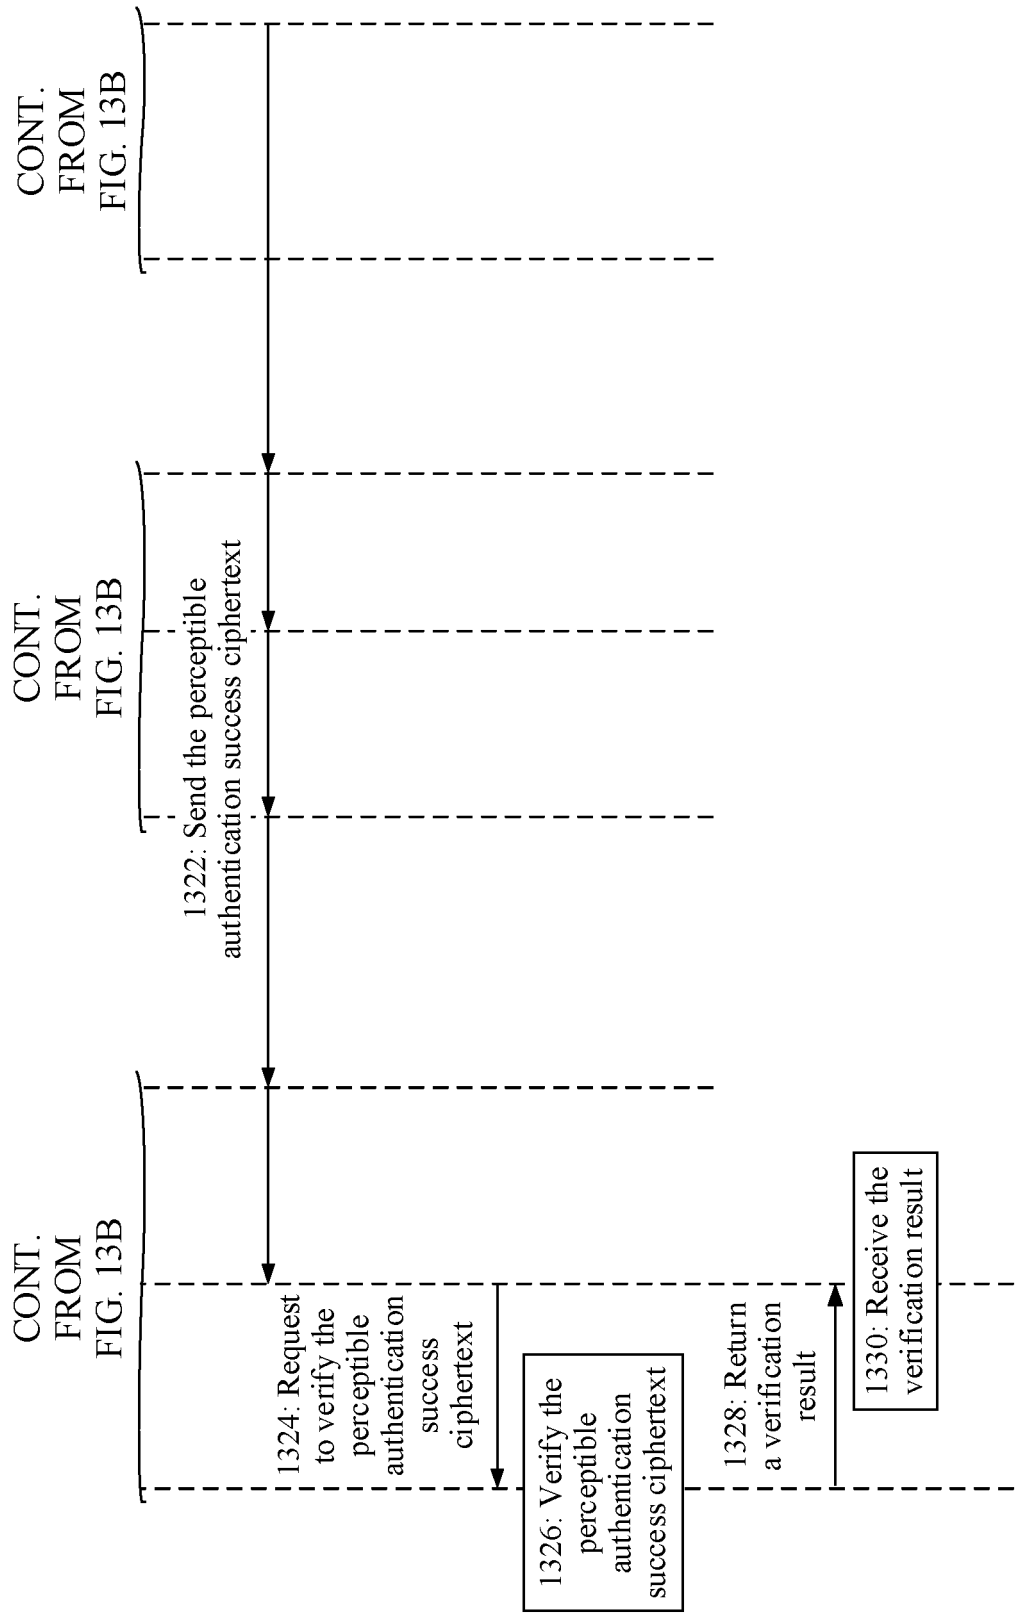 CONT.
FROM
FIG. 13B
CONT.
FROM
FIG. 13B
CONT.
FROM
FIG. 13B
1322: Send the perceptible
authentication success ciphertext
1324: Request
to verify the
perceptible
authentication
success
ciphertext
1326: Verify the
perceptible
authentication
success ciphertext
1328: Return
a verification
result
1330: Receive the
verification result